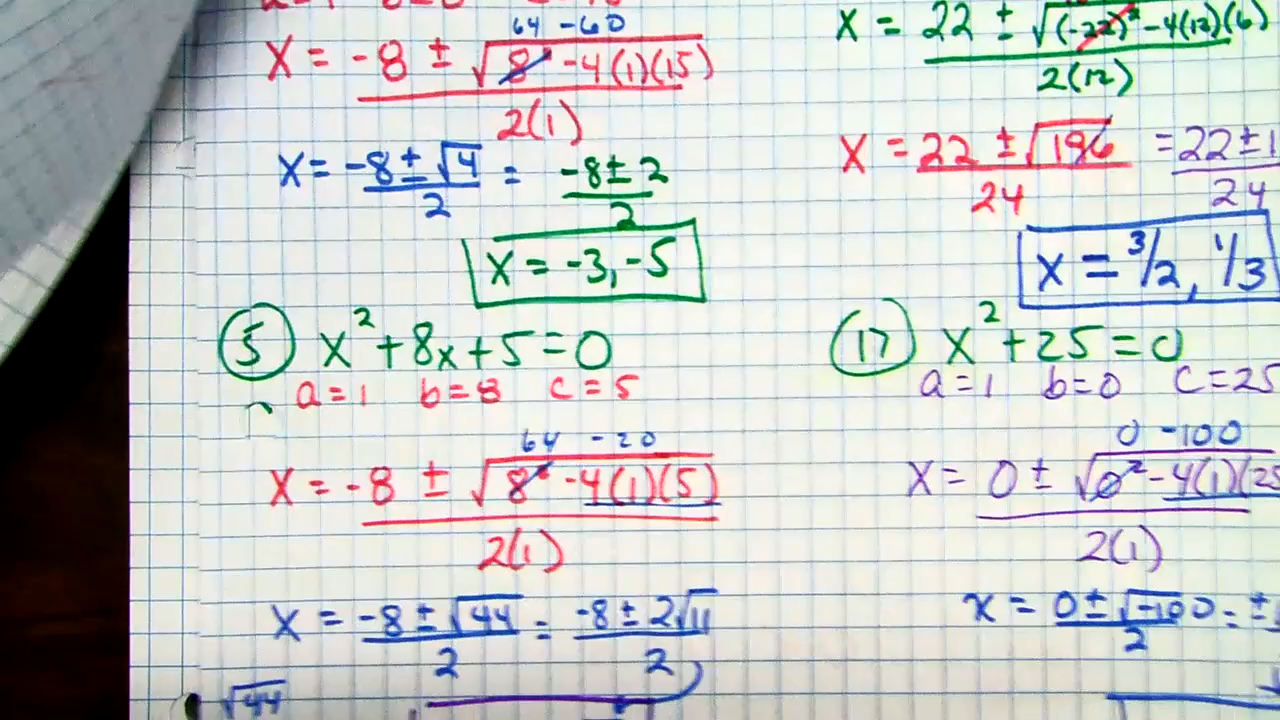 64 -60
x = -8 ± √8² -4(1)(15)
2(1)
x = -8 ± √4 = -8 ± 2
2 2
x = -3, -5
⑤ x² + 8x + 5 = 0
a = 1 b = 8 c = 5
64 - 20
x = -8 ± √8² -4(1)(5)
2(1)
x = -8 ± √44 = -8 ± 2√11
2 2
√44
x = 22 ± √(-22)² -4(12)(6)
2(12)
x = 22 ± √196 = 22 ± 1
24 24
x = 3/2, 1/3
⑰ x² + 25 = 0
a = 1 b = 0 c = 25
0 -100
x = 0 ± √0² - 4(1)(25
2(1)
x = 0 ± √-100 = ±
2